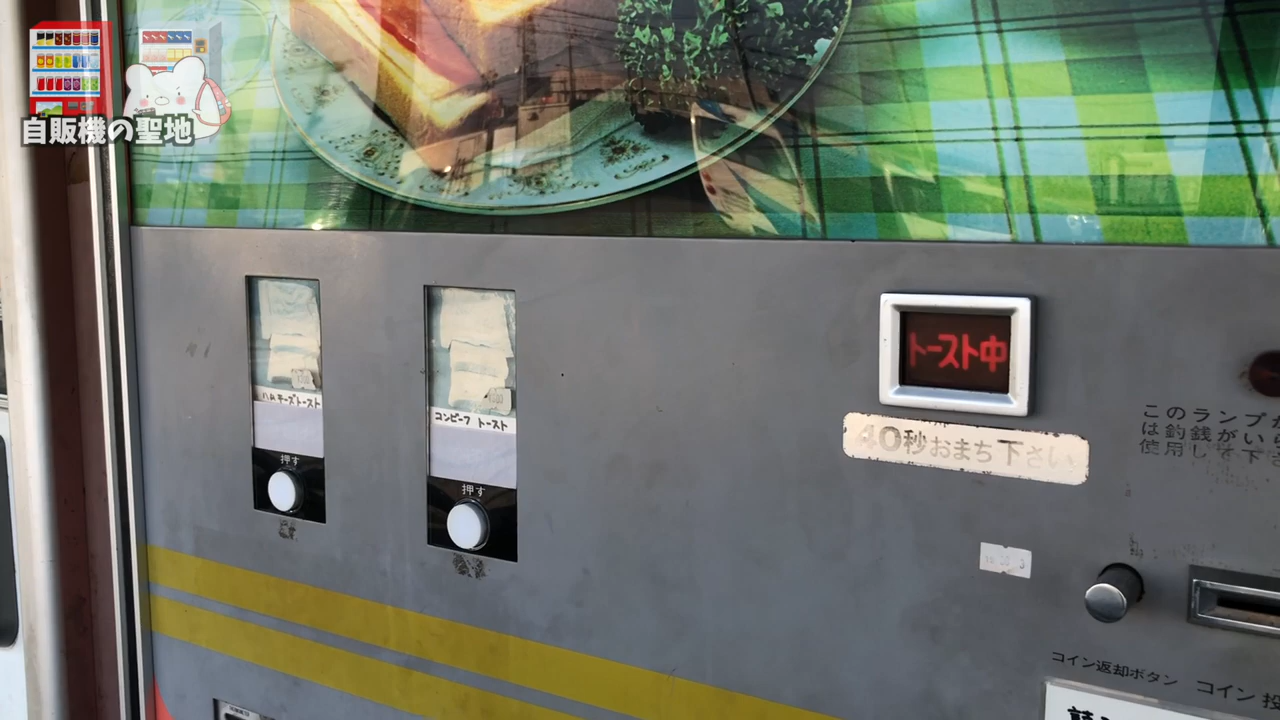 自販機の聖地
ハムチーズトースト
押す
コンビーフ トースト
押す
トースト中
40秒おまち下さい
このランプが
は釣銭がい
使用して下さ
コイン返却ボタン
コイン 投